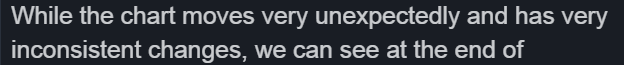 While the chart moves very unexpectedly and has very
inconsistent changes, we can see at the end of